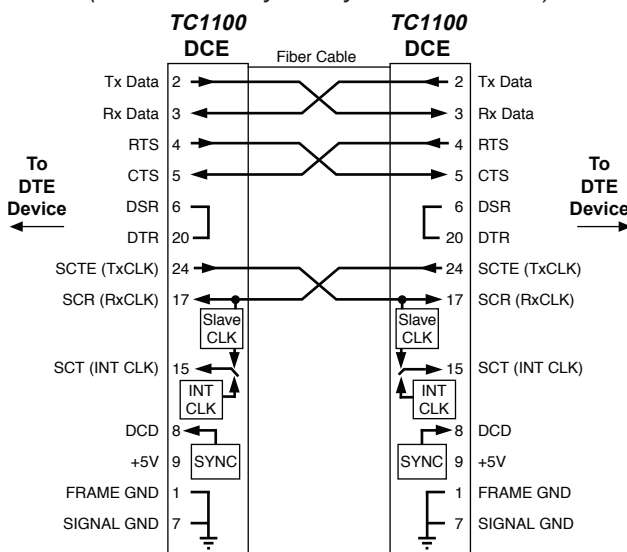 TC1100 TC1100
DCE DCE
Fiber Cable
Tx Data 2 2 Tx Data
Rx Data 3 3 Rx Data
RTS 4 4 RTS
CTS 5 5 CTS
To DTE Device
To DTE Device
DSR 6 6 DSR
DTR 20 20 DTR
SCTE (TxCLK) 24 24 SCTE (TxCLK)
SCR (RxCLK) 17 17 SCR (RxCLK)
Slave CLK Slave CLK
SCT (INT CLK) 15 15 SCT (INT CLK)
INT CLK INT CLK
DCD 8 8 DCD
+5V 9 SYNC SYNC 9 +5V
FRAME GND 1 1 FRAME GND
SIGNAL GND 7 7 SIGNAL GND